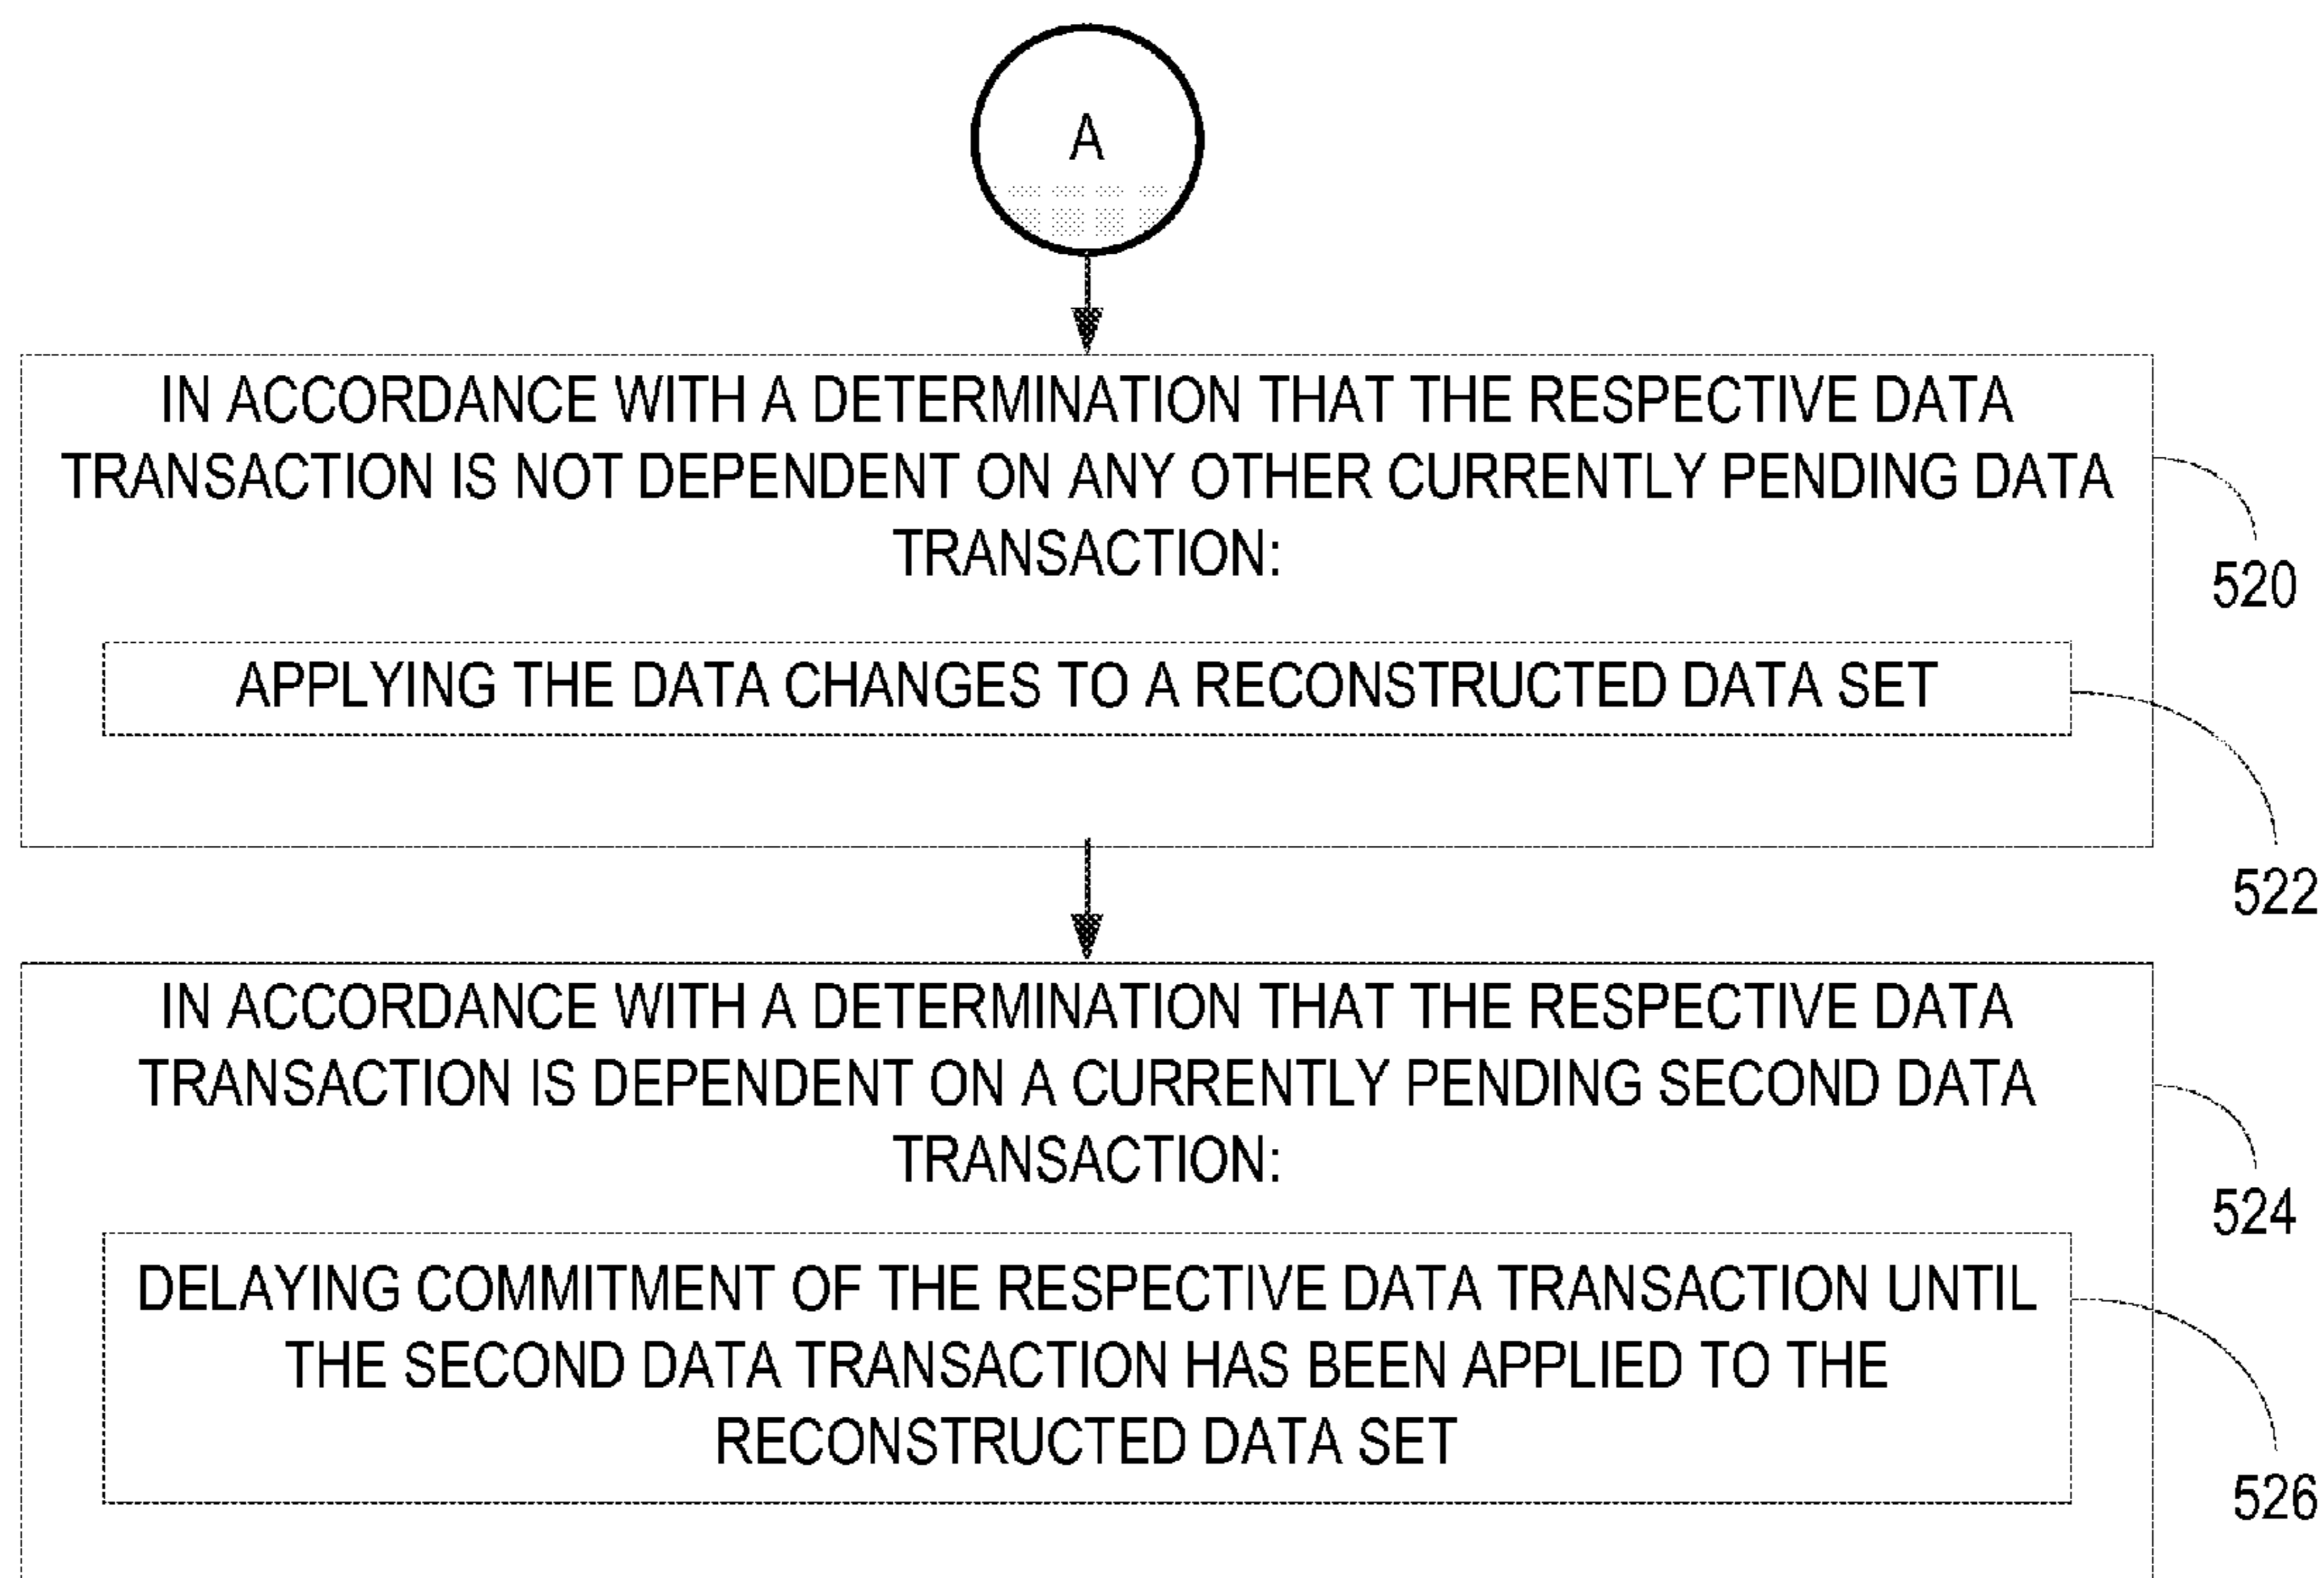 A
IN ACCORDANCE WITH A DETERMINATION THAT THE RESPECTIVE DATA
TRANSACTION IS NOT DEPENDENT ON ANY OTHER CURRENTLY PENDING DATA
TRANSACTION:
520
APPLYING THE DATA CHANGES TO A RECONSTRUCTED DATA SET
522
IN ACCORDANCE WITH A DETERMINATION THAT THE RESPECTIVE DATA
TRANSACTION IS DEPENDENT ON A CURRENTLY PENDING SECOND DATA
TRANSACTION:
524
DELAYING COMMITMENT OF THE RESPECTIVE DATA TRANSACTION UNTIL
THE SECOND DATA TRANSACTION HAS BEEN APPLIED TO THE
RECONSTRUCTED DATA SET
526